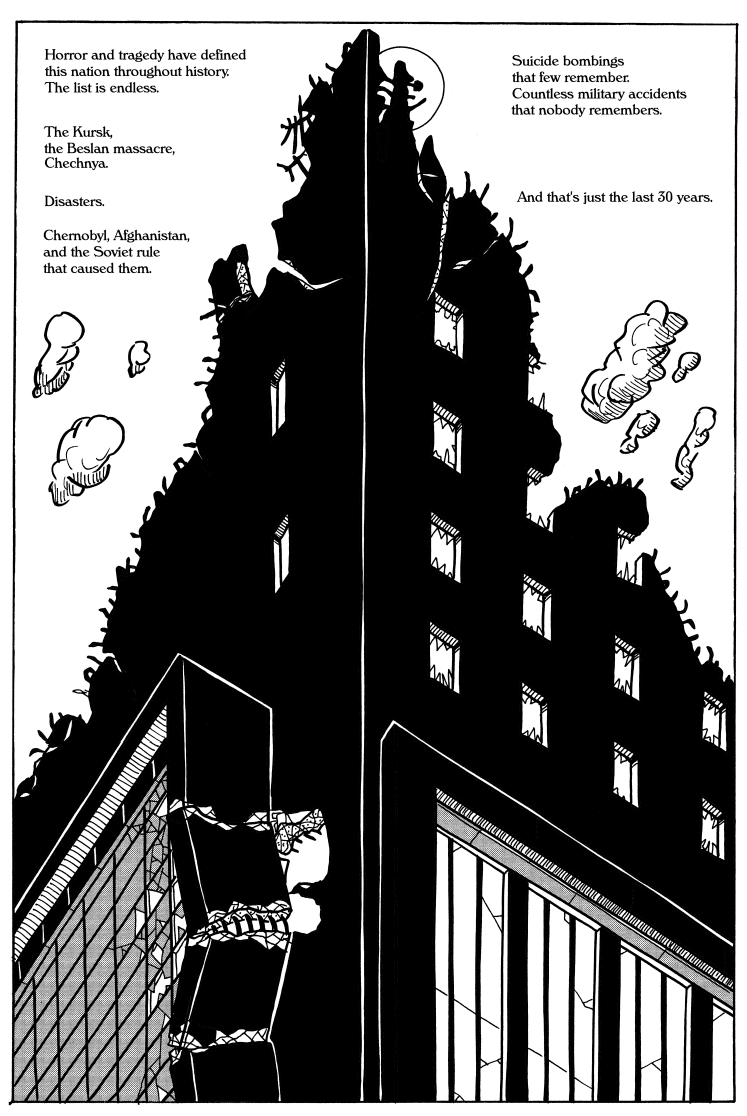 Horror and tragedy have defined
this nation throughout history.
The list is endless.
The Kursk,
the Beslan massacre,
Chechnya.
Disasters.
Chernobyl, Afghanistan,
and the Soviet rule
that caused them.
Suicide bombings
that few remember.
Countless military accidents
that nobody remembers.
And that's just the last 30 years.